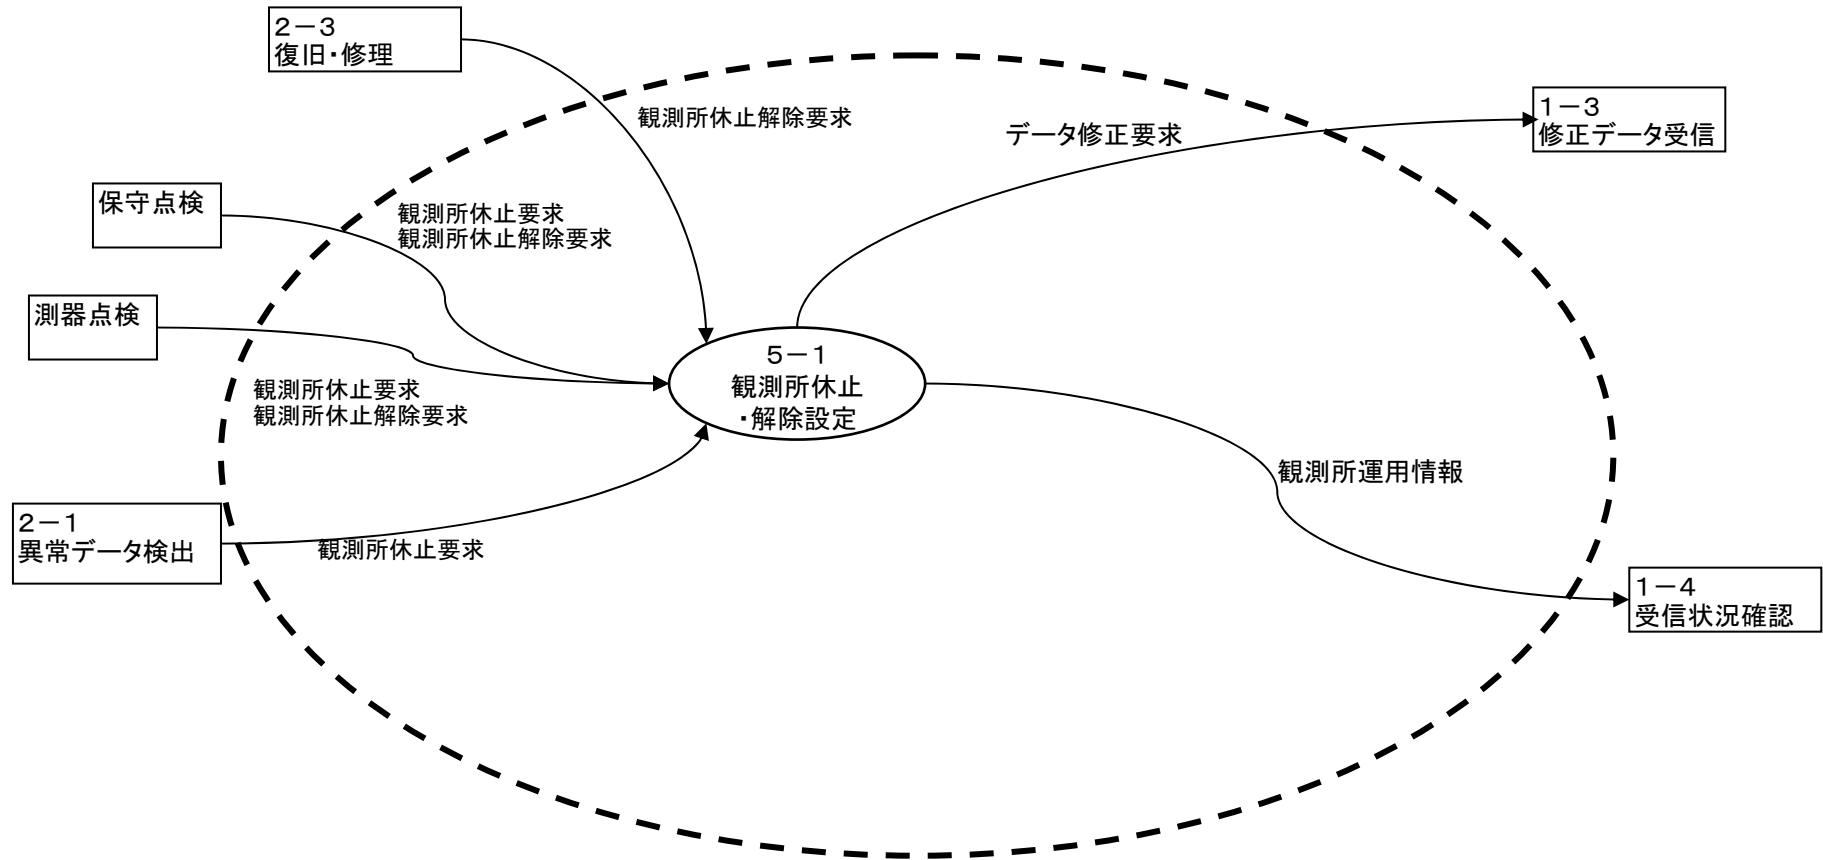 ２－３
復旧・修理
観測所休止解除要求
データ修正要求
１－３
修正データ受信
保守点検
観測所休止要求
観測所休止解除要求
測器点検
観測所休止要求
観測所休止解除要求
５－１
観測所休止
・解除設定
観測所運用情報
２－１
異常データ検出
観測所休止要求
１－４
受信状況確認